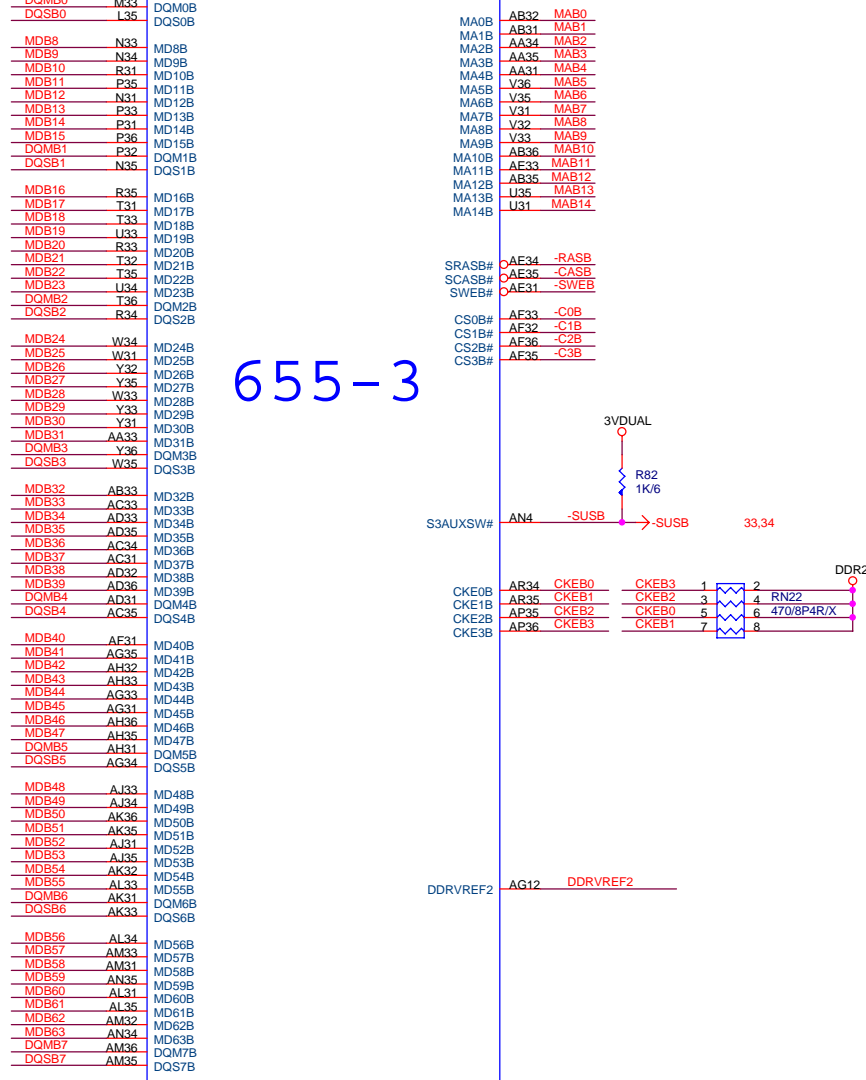 DQMB0 M33 DQM0B
DQSB0 L35 DQS0B
MDB8 N33 MD8B
MDB9 N34 MD9B
MDB10 R31 MD10B
MDB11 P35 MD11B
MDB12 N31 MD12B
MDB13 P33 MD13B
MDB14 P31 MD14B
MDB15 P36 MD15B
DQMB1 P32 DQM1B
DQSB1 N35 DQS1B
MDB16 R35 MD16B
MDB17 T31 MD17B
MDB18 T33 MD18B
MDB19 U33 MD19B
MDB20 R33 MD20B
MDB21 T32 MD21B
MDB22 T35 MD22B
MDB23 U34 MD23B
DQMB2 T36 DQM2B
DQSB2 R34 DQS2B
MDB24 W34 MD24B
MDB25 W31 MD25B
MDB26 Y32 MD26B
MDB27 Y35 MD27B
MDB28 W33 MD28B
MDB29 Y33 MD29B
MDB30 Y31 MD30B
MDB31 AA33 MD31B
DQMB3 Y36 DQM3B
DQSB3 W35 DQS3B
MDB32 AB33 MD32B
MDB33 AC33 MD33B
MDB34 AD33 MD34B
MDB35 AD35 MD35B
MDB36 AC34 MD36B
MDB37 AC31 MD37B
MDB38 AD32 MD38B
MDB39 AD36 MD39B
DQMB4 AD31 DQM4B
DQSB4 AC35 DQS4B
MDB40 AF31 MD40B
MDB41 AG35 MD41B
MDB42 AH32 MD42B
MDB43 AH33 MD43B
MDB44 AG33 MD44B
MDB45 AG31 MD45B
MDB46 AH36 MD46B
MDB47 AH35 MD47B
DQMB5 AH31 DQM5B
DQSB5 AG34 DQS5B
MDB48 AJ33 MD48B
MDB49 AJ34 MD49B
MDB50 AK36 MD50B
MDB51 AK35 MD51B
MDB52 AJ31 MD52B
MDB53 AJ35 MD53B
MDB54 AK32 MD54B
MDB55 AL33 MD55B
DQMB6 AK31 DQM6B
DQSB6 AK33 DQS6B
MDB56 AL34 MD56B
MDB57 AM33 MD57B
MDB58 AM31 MD58B
MDB59 AN35 MD59B
MDB60 AL31 MD60B
MDB61 AL35 MD61B
MDB62 AM32 MD62B
MDB63 AN34 MD63B
DQMB7 AM36 DQM7B
DQSB7 AM35 DQS7B
655-3
MA0B AB32 MAB0
MA1B AB31 MAB1
MA2B AA34 MAB2
MA3B AA35 MAB3
MA4B AA31 MAB4
MA5B V36 MAB5
MA6B V35 MAB6
MA7B V31 MAB7
MA8B V32 MAB8
MA9B V33 MAB9
MA10B AB36 MAB10
MA11B AE33 MAB11
MA12B AB35 MAB12
MA13B U35 MAB13
MA14B U31 MAB14
SRASB# AE34 -RASB
SCASB# AE35 -CASB
SWEB# AE31 -SWEB
CS0B# AF33 -C0B
CS1B# AF32 -C1B
CS2B# AF36 -C2B
CS3B# AF35 -C3B
3VDUAL
R82
1K/6
S3AUXSW# AN4 -SUSB -SUSB 33,34
DDR2
CKE0B AR34 CKEB0 CKEB3 1 2
CKE1B AR35 CKEB1 CKEB2 3 4 RN22
CKE2B AP35 CKEB2 CKEB0 5 6 470/8P4R/X
CKE3B AP36 CKEB3 CKEB1 7 8
DDRVREF2 AG12 DDRVREF2